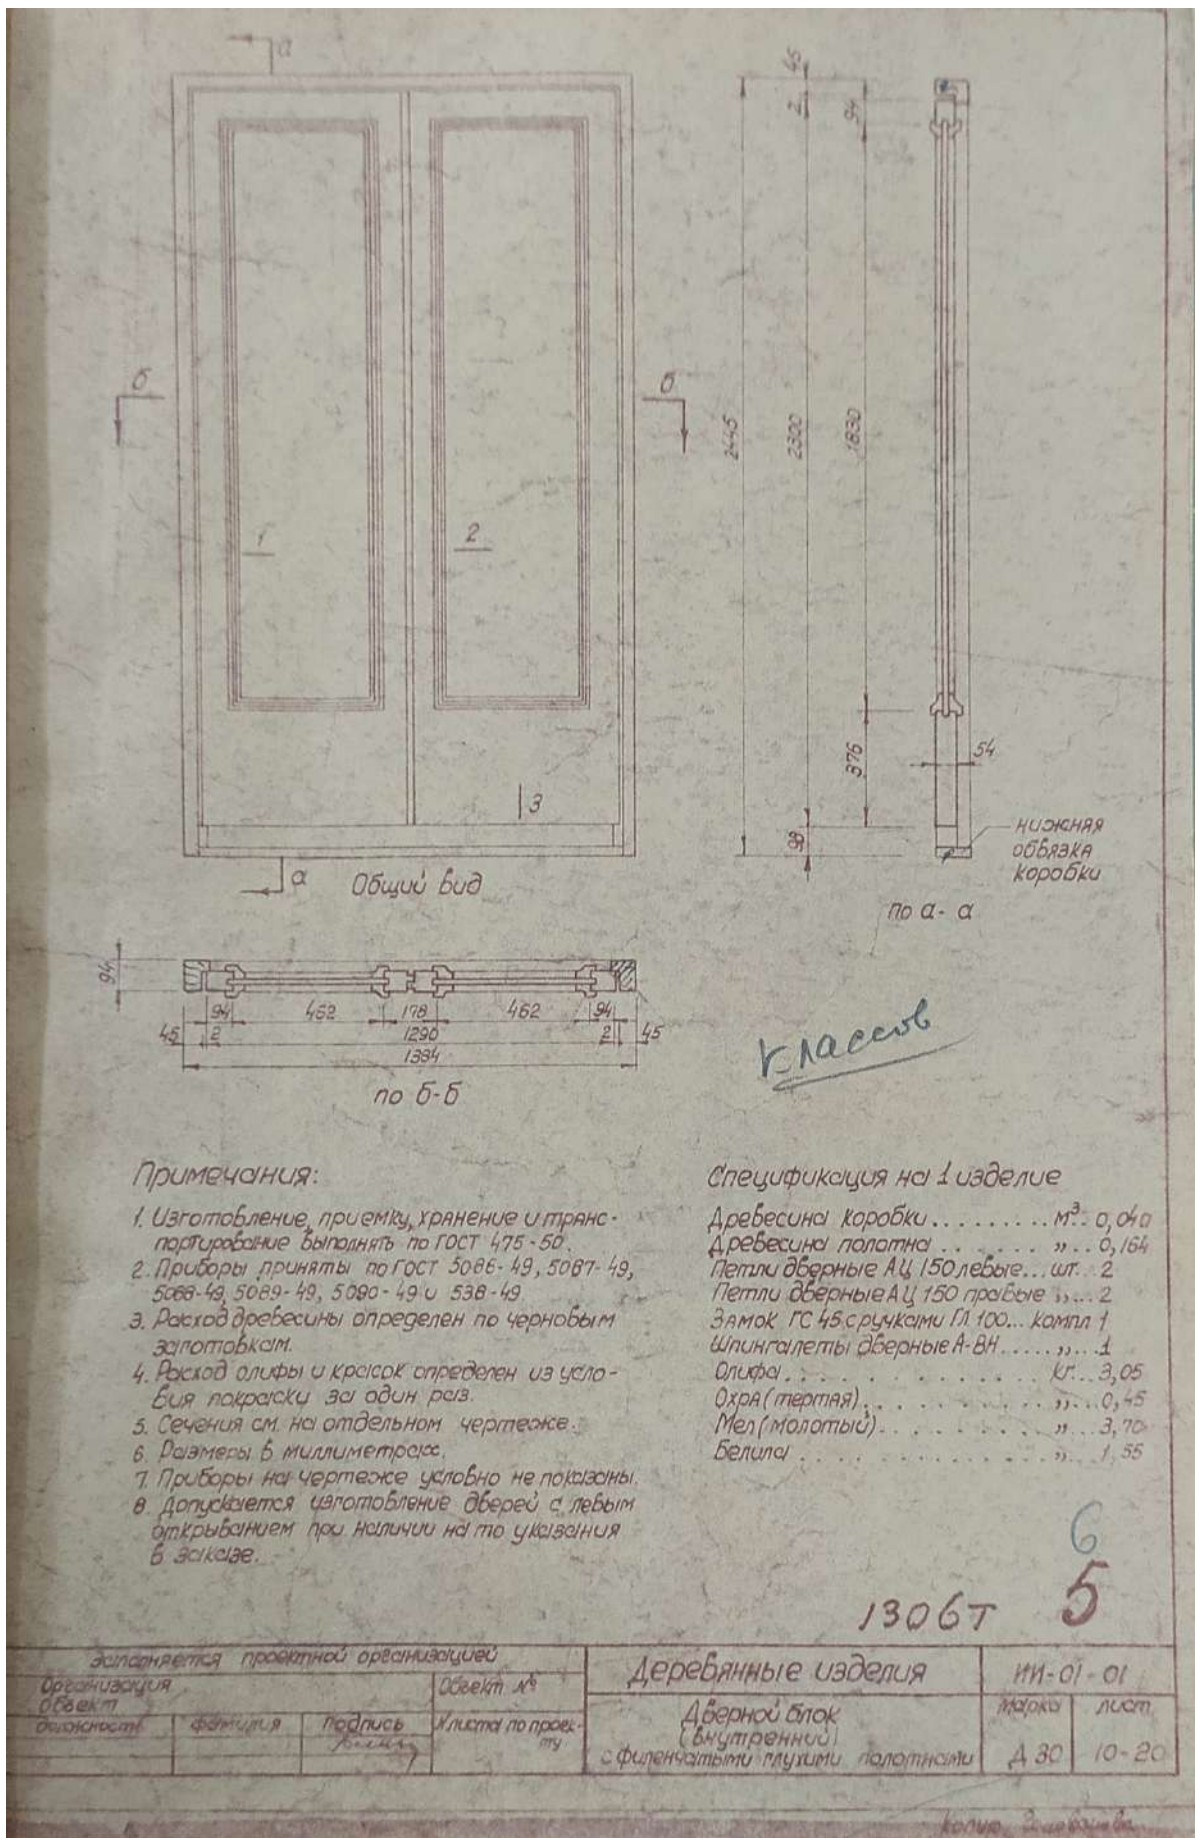 а
45
2
94
б
б
2445
2300
1830
1
2
3
376
54
98
нижняя
обвязка
коробки
а
Общий вид
по а-а
94
94
462
178
462
94
45
2
1290
2
45
1384
по б-б
Классов
Примечания:
1. Изготовление, приемку, хранение и транс-
портирование выполнять по ГОСТ 475-50.
2. Приборы приняты по ГОСТ 5086-49, 5087-49,
5088-49, 5089-49, 5090-49 и 538-49
3. Расход древесины определен по черновым
заготовкам.
4. Расход олифы и красок определен из усло-
вия покраски за один раз.
5. Сечения см. на отдельном чертеже.
6. Размеры в миллиметрах.
7. Приборы на чертеже условно не показаны.
8. Допускается изготовление дверей с левым
открыванием при наличии на то указания
в заказе.
Спецификация на 1 изделие
Древесина коробки......... м³.. 0,040
Древесина полотна ....... „ .. 0,164
Петли дверные АЦ 150 левые... шт. 2
Петли дверные АЦ 150 правые „... 2
Замок ГС 45 с ручками ГЛ 100... компл 1
Шпингалеты дверные А-ВН..... „... 1
Олифа.............. кг... 3,05
Охра (тертая)........... „... 0,45
Мел (молотый).......... „... 3,70
Белила.............. „... 1,55
6
1306т 5
Заполняется проектной организацией
Организация
Объект №
Объект
должность фамилия подпись № листа по проек-
ту
Деревянные изделия
ИИ-01-01
Дверной блок
(внутренний)
с филенчатыми глухими полотнами
Марка лист
Д 30 10-20